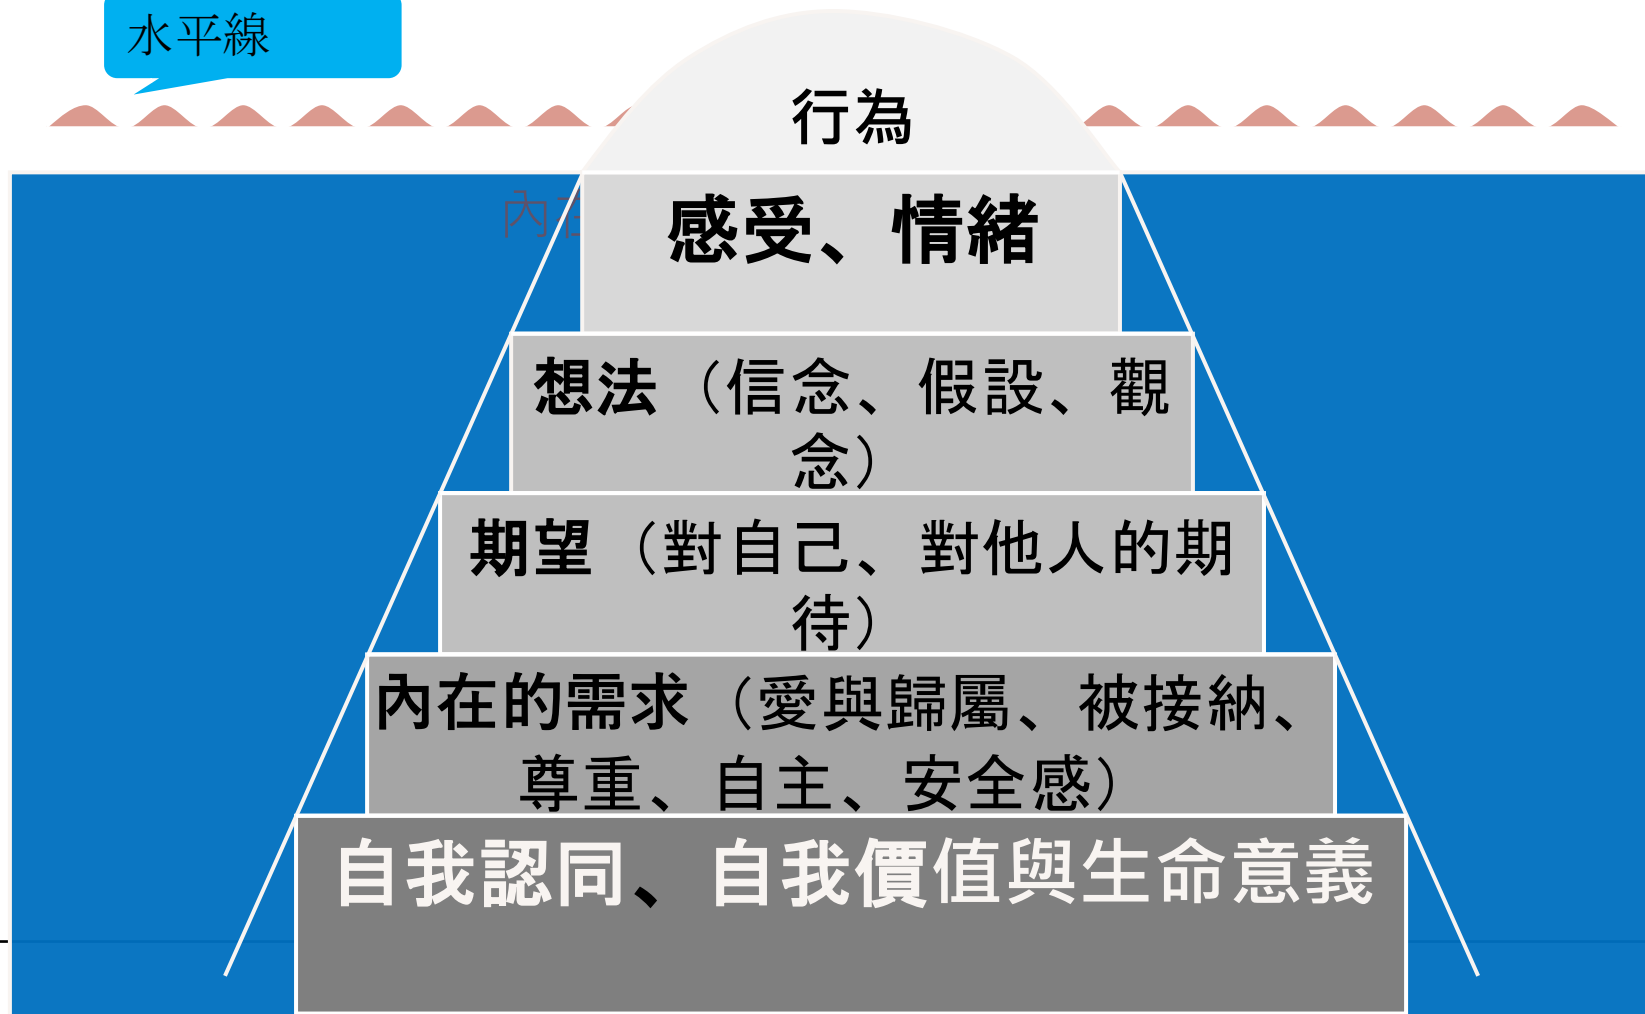 水平線
行為
內在
感受、情緒
想法（信念、假設、觀
念）
期望（對自己、對他人的期
待）
內在的需求（愛與歸屬、被接納、
尊重、自主、安全感）
自我認同、自我價值與生命意義